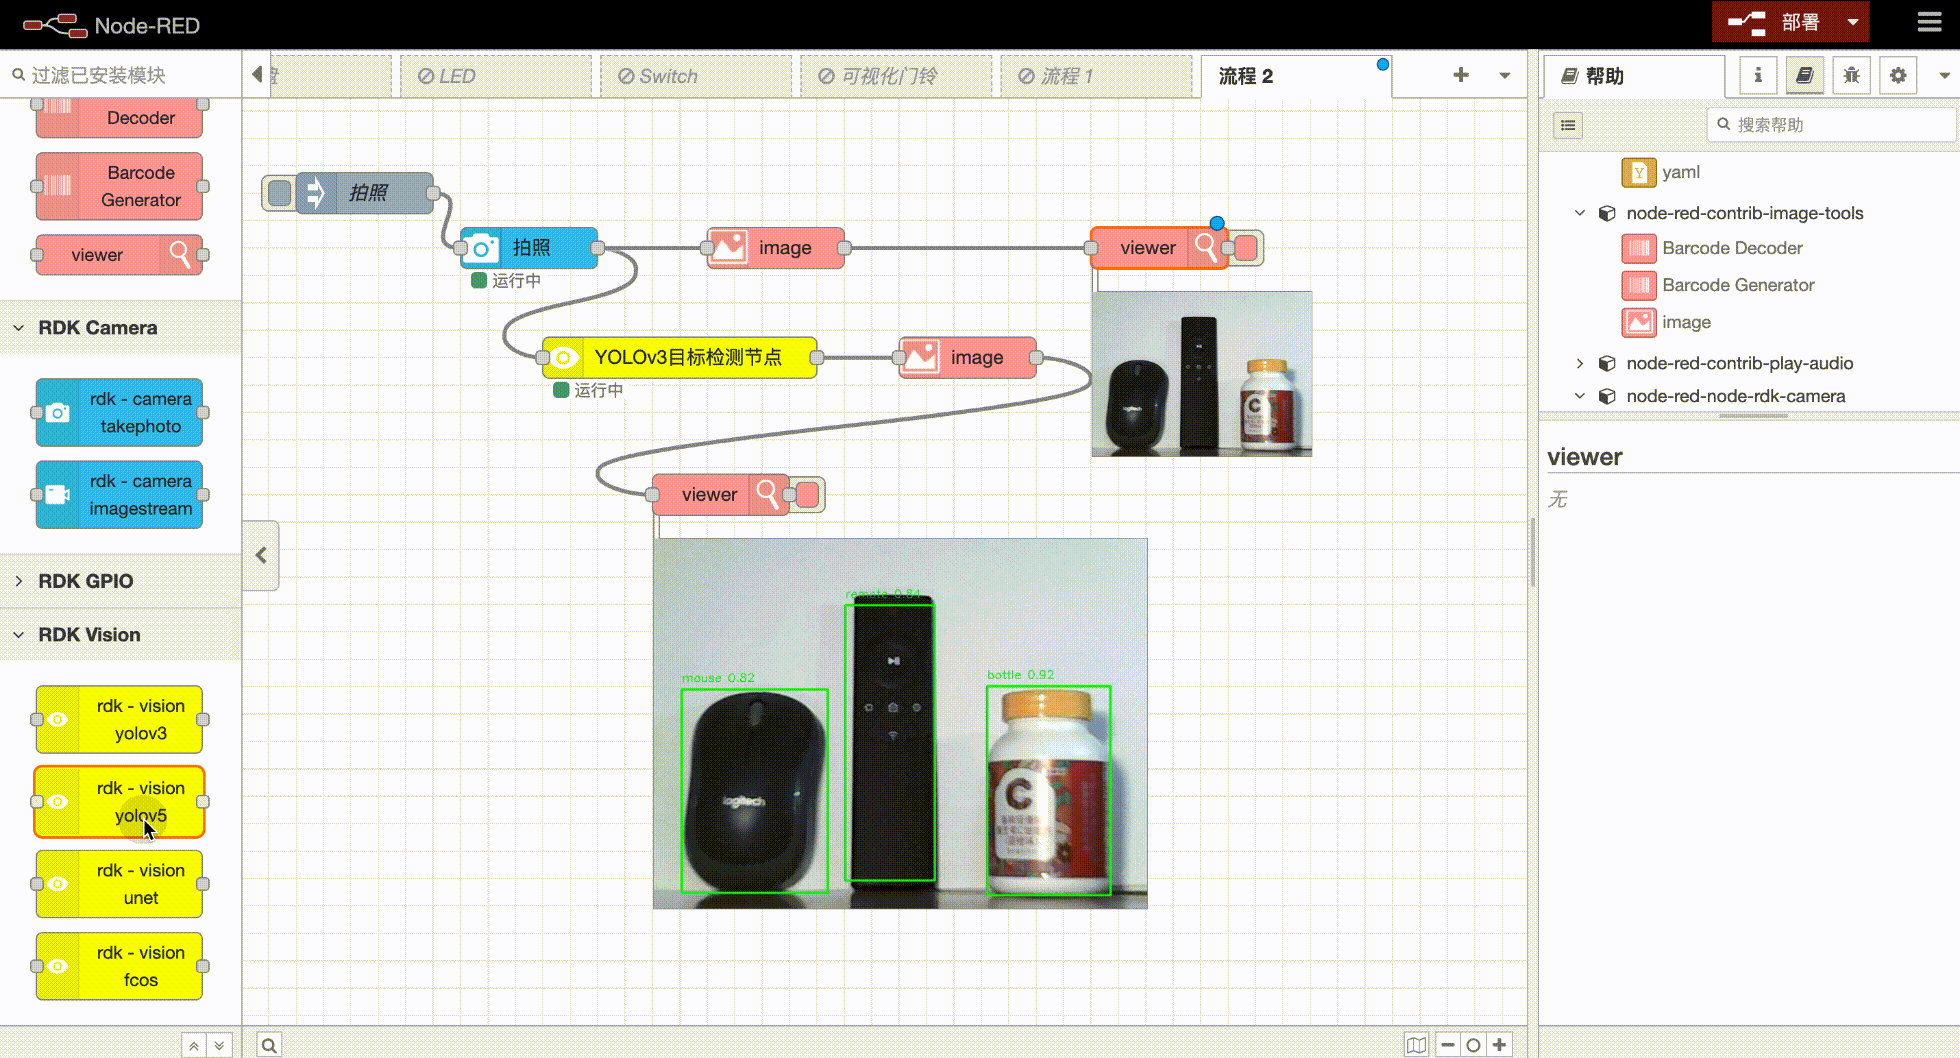 Node-RED
部署
过滤已安装模块
LED
Switch
可视化门铃
流程 1
流程 2
帮助
搜索帮助
Decoder
Barcode
Generator
viewer
RDK Camera
rdk - camera
takephoto
rdk - camera
imagestream
RDK GPIO
RDK Vision
rdk - vision
yolov3
rdk - vision
yolov5
rdk - vision
unet
rdk - vision
fcos
拍照
拍照
运行中
image
viewer
YOLOv3目标检测节点
运行中
image
viewer
logitech
C
remote 0.84
mouse 0.82
bottle 0.92
logitech
C
yaml
node-red-contrib-image-tools
Barcode Decoder
Barcode Generator
image
node-red-contrib-play-audio
node-red-node-rdk-camera
viewer
无